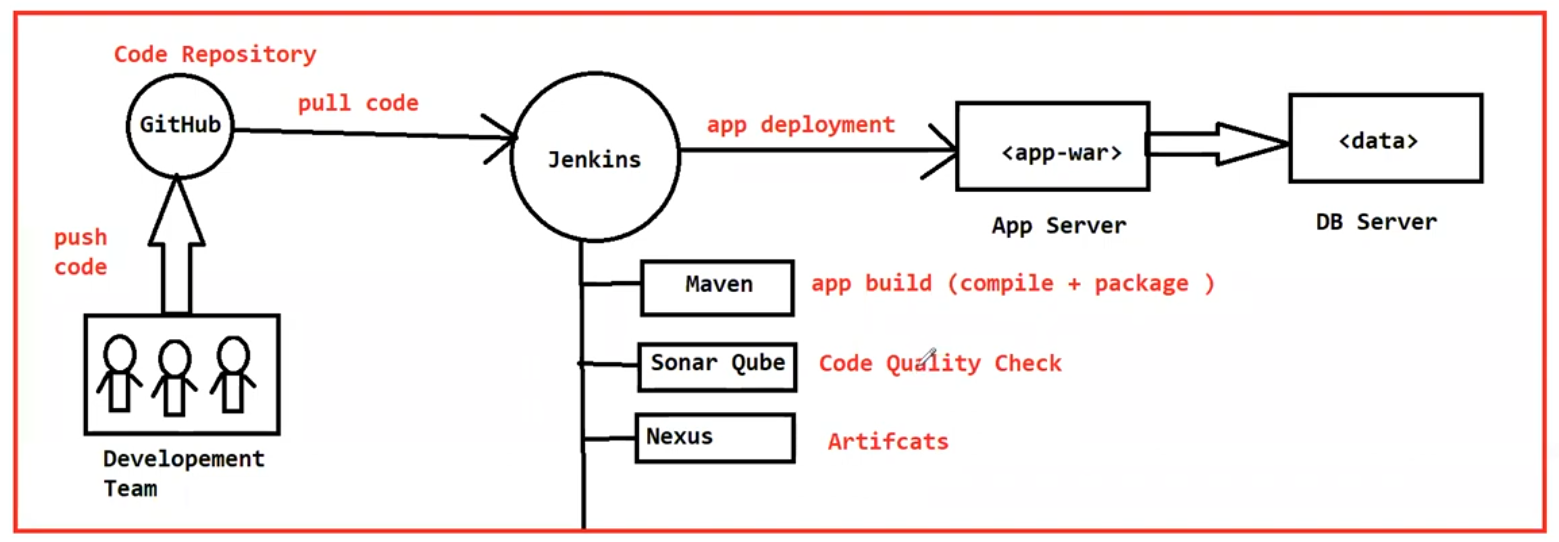 Code Repository
GitHub
pull code
Jenkins
app deployment
<app-war>
<data>
App Server
DB Server
push
code
Maven
app build (compile + package )
Sonar Qube
Code Quality Check
Nexus
Artifcats
Developement
Team